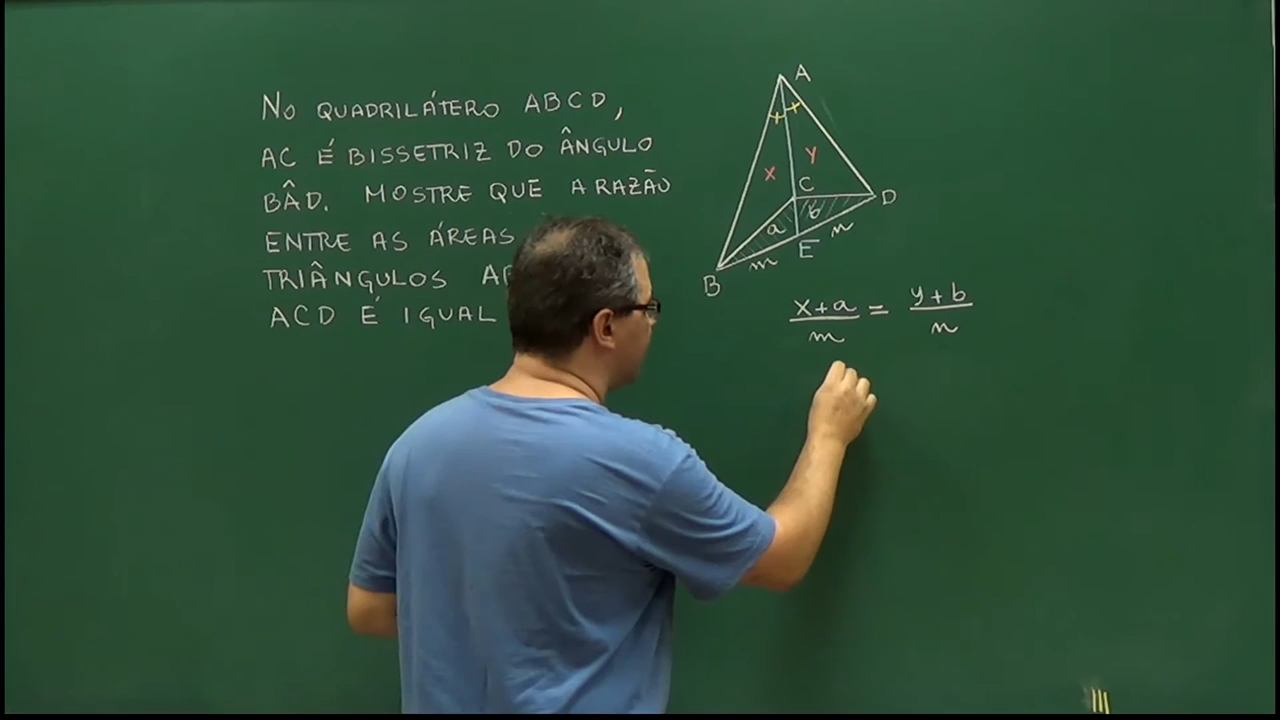 NO QUADRILÁTERO ABCD,
AC É BISSETRIZ DO ÂNGULO
BÂD. MOSTRE QUE A RAZÃO
ENTRE AS ÁREAS
TRIÂNGULOS
ACD É IGUAL
A
x y
C
D
a b
E
m n
B
x+a = y+b
m n